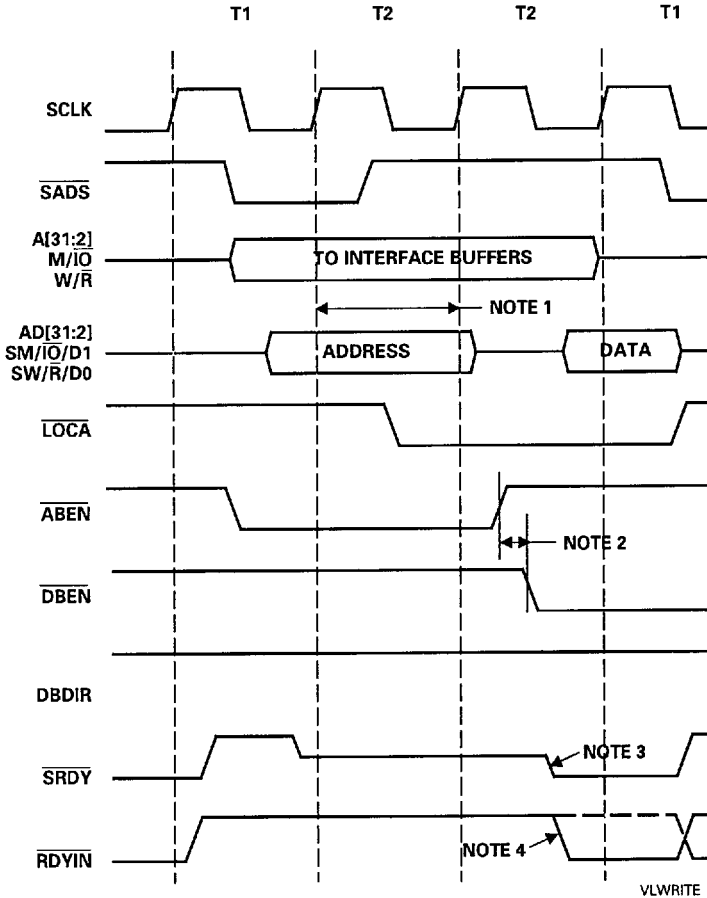 T1 T2 T2 T1
SCLK
SADS
A[31:2]
M/IO
W/R
TO INTERFACE BUFFERS
NOTE 1
AD[31:2]
SM/IO/D1
SW/R/D0
ADDRESS
DATA
LOCA
ABEN
NOTE 2
DBEN
DBDIR
NOTE 3
SRDY
NOTE 4
RDYIN
VLWRITE